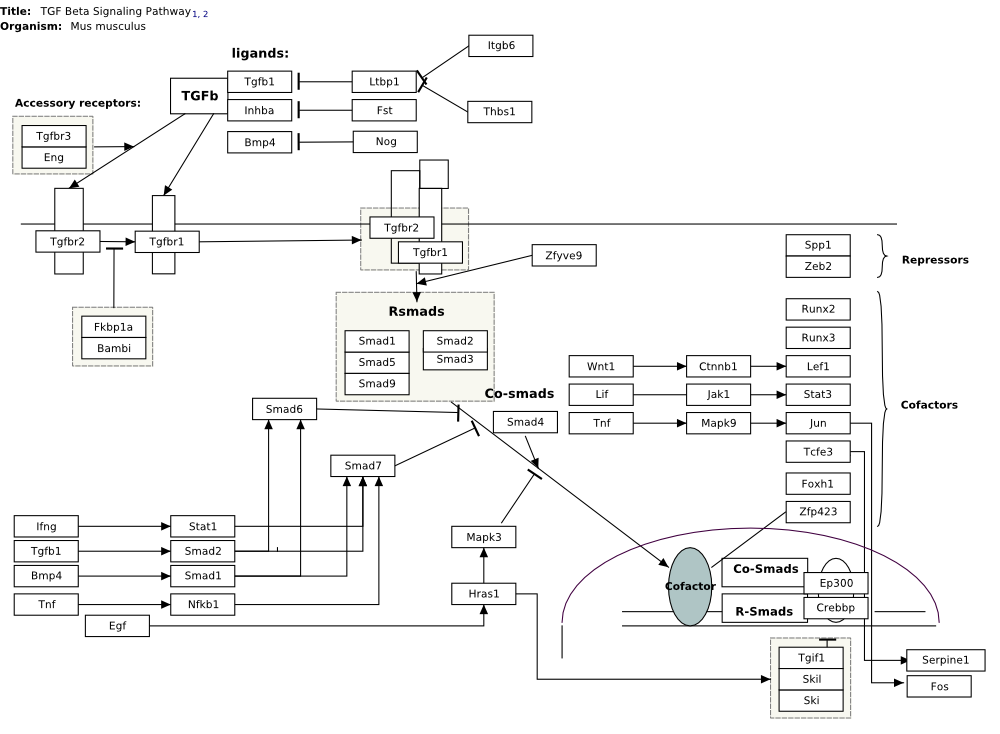 Title: TGF Beta Signaling Pathway 1, 2
Organism: Mus musculus
Itgb6
ligands:
Tgfb1
Ltbp1
TGFb
Accessory receptors:
Inhba
Fst
Thbs1
Tgfbr3
Bmp4
Nog
Eng
Tgfbr2
Tgfbr2
Tgfbr1
Tgfbr1
Zfyve9
Spp1
Zeb2
Repressors
Rsmads
Runx2
Fkbp1a
Bambi
Smad1
Smad2
Runx3
Smad5
Smad3
Smad9
Wnt1
Ctnnb1
Lef1
Co-smads
Lif
Jak1
Stat3
Cofactors
Smad6
Smad4
Tnf
Mapk9
Jun
Tcfe3
Smad7
Foxh1
Zfp423
Ifng
Stat1
Mapk3
Tgfb1
Smad2
Bmp4
Smad1
Co-Smads
Cofactor
Ep300
Hras1
Tnf
Nfkb1
R-Smads
Crebbp
Egf
Tgif1
Serpine1
Skil
Fos
Ski